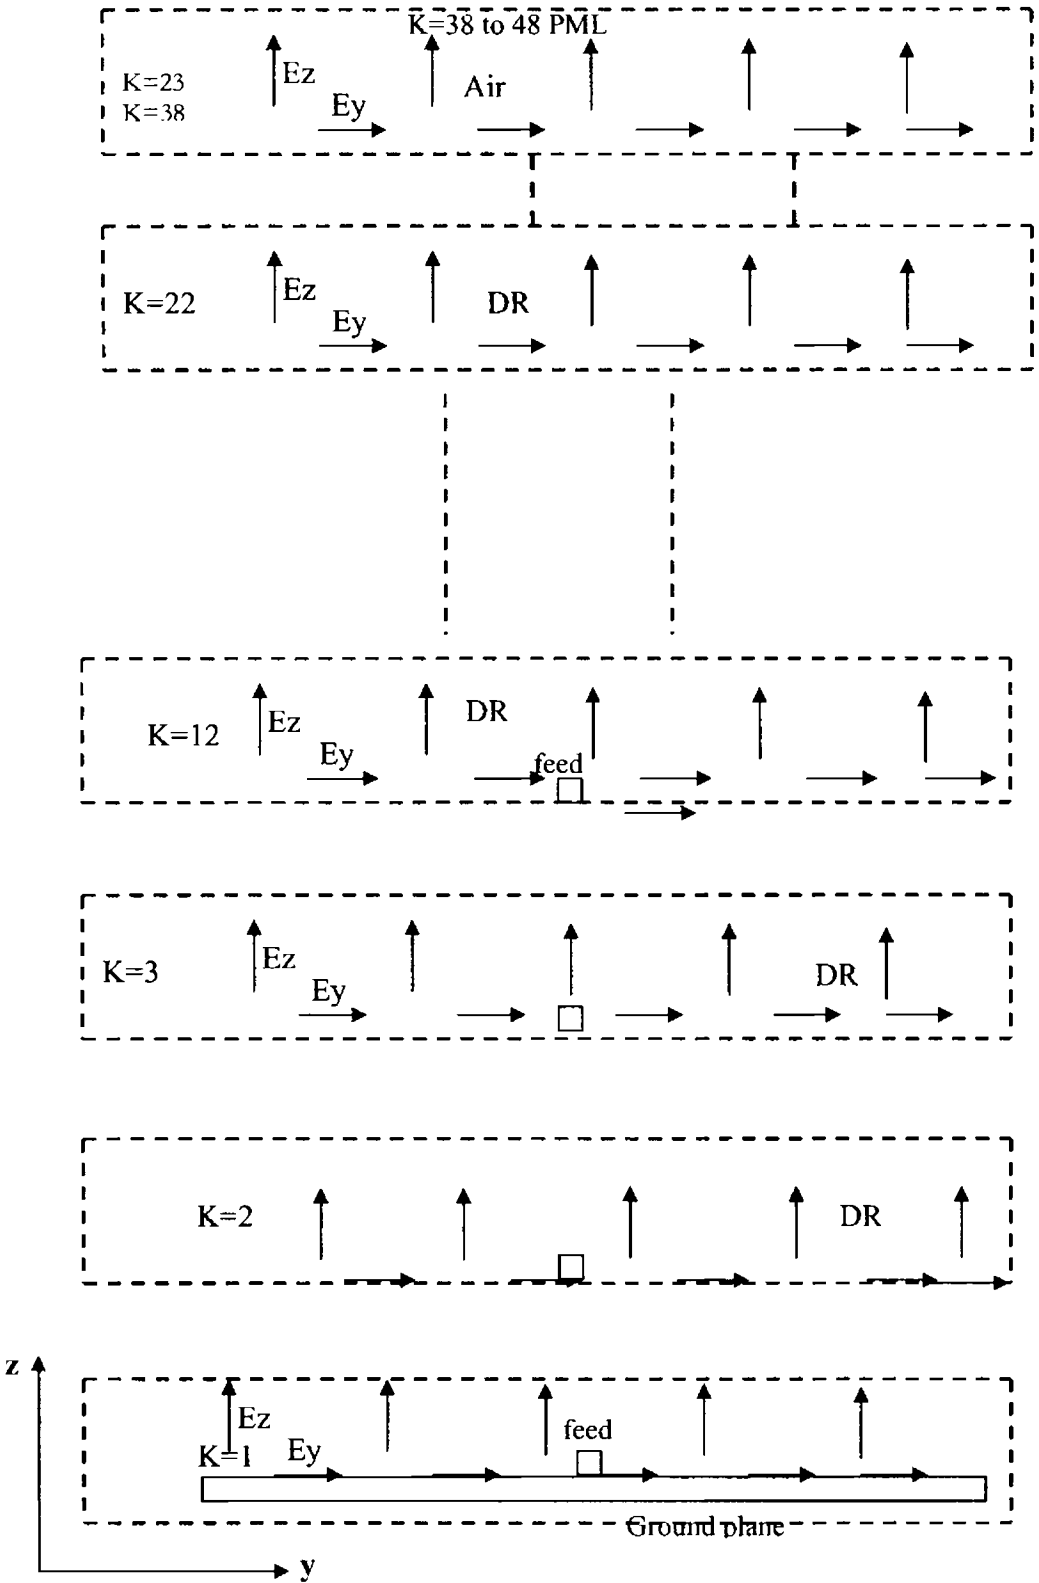 K=38 to 48 PML
K=23
K=38
Ez
Air
Ey
K=22
Ez
DR
Ey
K=12
Ez
DR
Ey
feed
K=3
Ez
DR
Ey
K=2
DR
z
Ez
feed
K=1
Ey
Ground plane
y